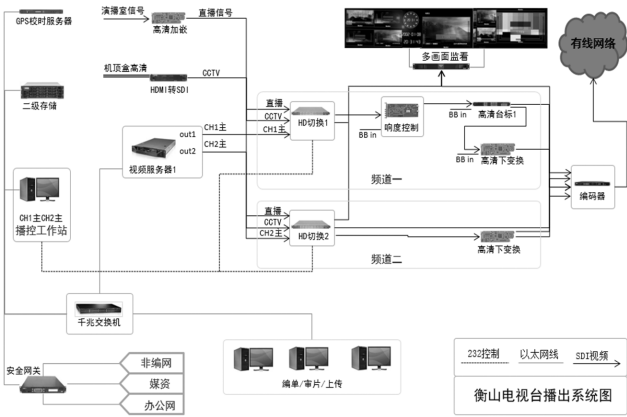 GPS校时服务器
演播室信号
直播信号
高清加嵌
机顶盒高清
CCTV
HDMI转SDI
多画面监看
有线网络
二级存储
直播
CCTV
CH1主
HD切换1
BB in
响度控制
BB in
高清台标1
BB in
高清下变换
频道一
out1
out2
CH1主
CH2主
视频服务器1
编码器
CH1主CH2主
播控工作站
直播
CCTV
CH2主
HD切换2
高清下变换
频道二
千兆交换机
安全网关
非编网
媒资
办公网
编单/审片/上传
232控制
以太网线
SDI视频
衡山电视台播出系统图